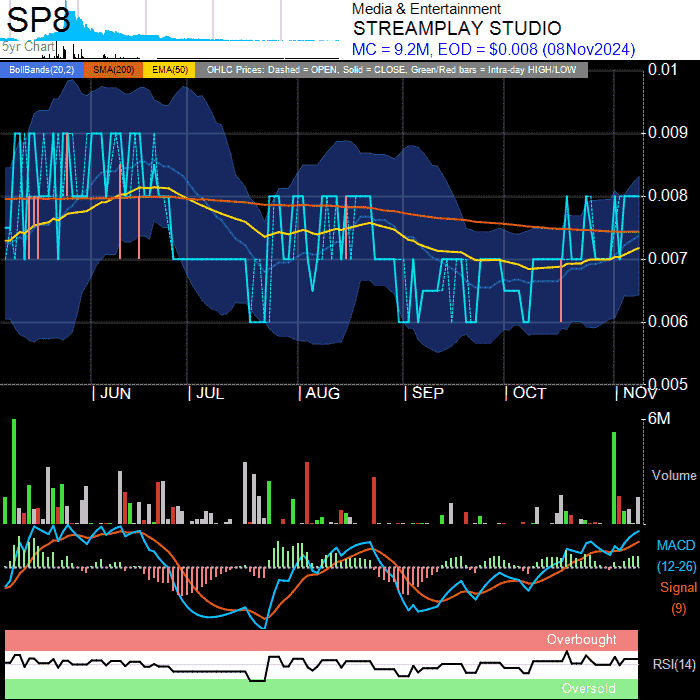 SP8
5yr Chart
Media & Entertainment
STREAMPLAY STUDIO
MC = 9.2M, EOD = $0.008 (08Nov2024)
BollBands(20,2) SMA(200) EMA(50) OHLC Prices: Dashed = OPEN, Solid = CLOSE, Green/Red bars = Intra-day HIGH/LOW
0.01
0.009
0.008
0.007
0.006
0.005
| JUN | JUL | AUG | SEP | OCT | NOV
6M
Volume
MACD
(12-26)
Signal
(9)
Overbought
RSI(14)
Oversold